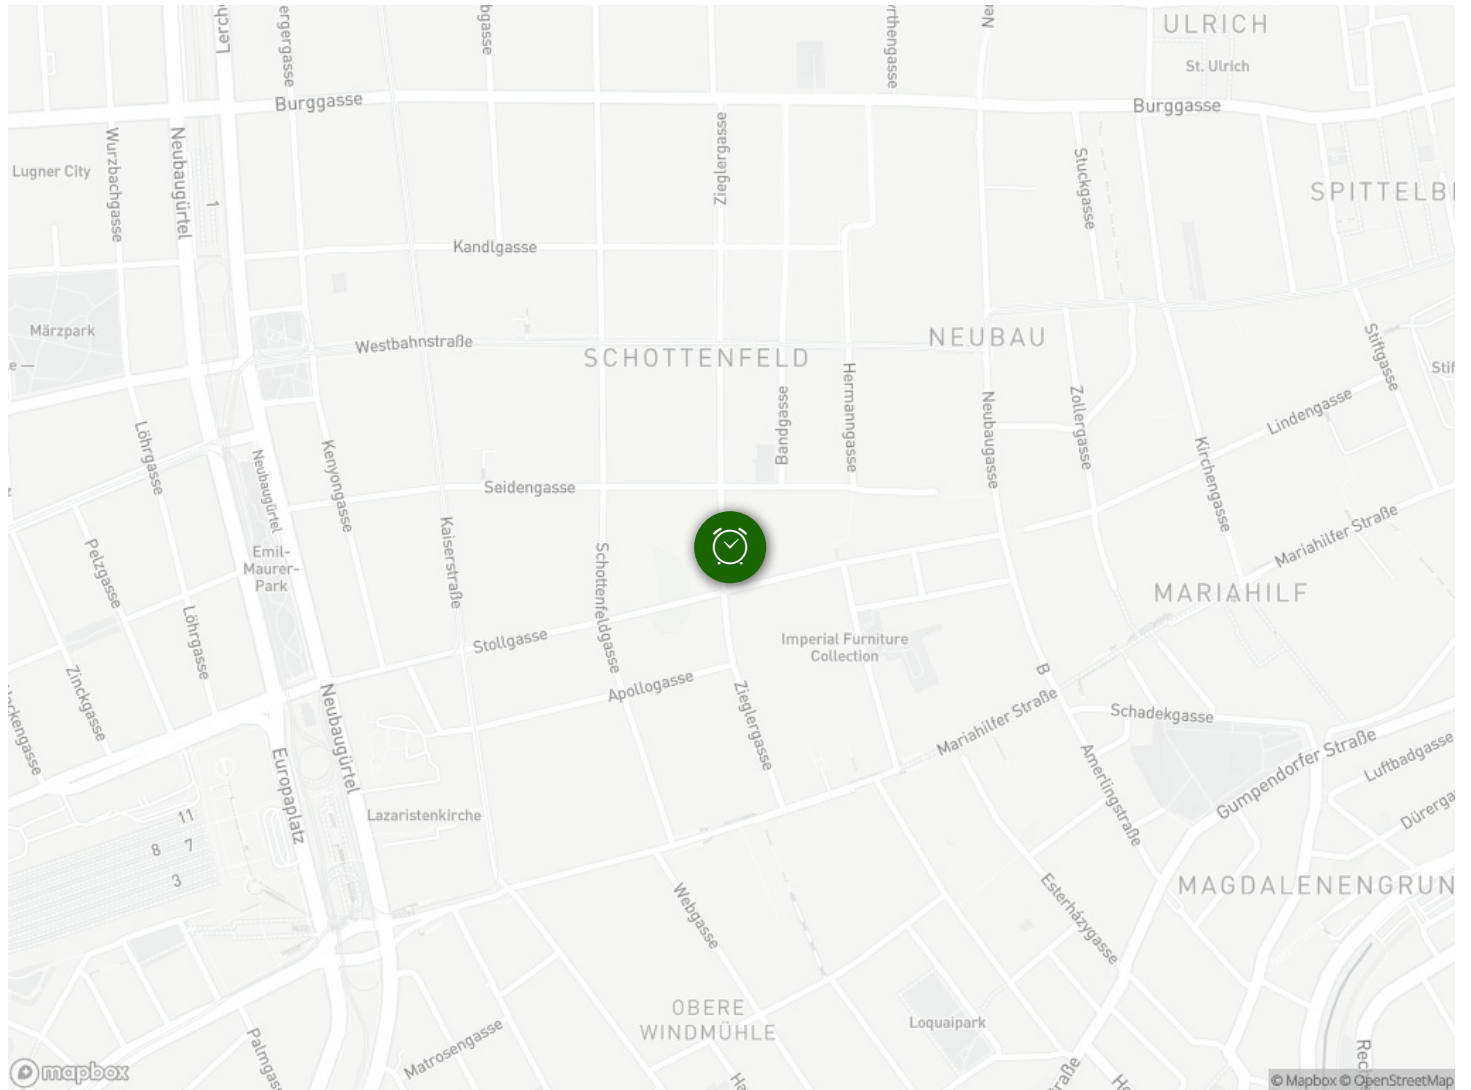 ULRICH
St. Ulrich
Burggasse
Burggasse
Lugner City
Wurzbachgasse
Neubaugürtel
1
Zieglergasse
Stuckgasse
SPITTELB
Kandlgasse
Märzpark
Westbahnstraße
SCHOTTENFELD
NEUBAU
Stiftgasse
Stif
Hermanngasse
Bandgasse
Neubaugasse
Zollergasse
Lindengasse
Kirchengasse
Löhrgasse
Kenyongasse
Neubaugürtel
Seidengasse
Kaiserstraße
Mariahilfer Straße
Pelzgasse
Emil-
Maurer-
Park
Schottenfeldgasse
MARIAHILF
Löhrgasse
Stollgasse
Imperial Furniture
Collection
Zinckgasse
Apollogasse
Zieglergasse
B
Mariahilfer Straße
Schadekgasse
Neubaugürtel
Europaplatz
Amerlingstraße
Gumpendorfer Straße
Luftbadgasse
Lazaristenkirche
11
8
7
3
Webgasse
Esterházygasse
MAGDALENENGRUN
OBERE
WINDMÜHLE
Loquaipark
Matrosengasse
mapbox
© Mapbox © OpenStreetMap